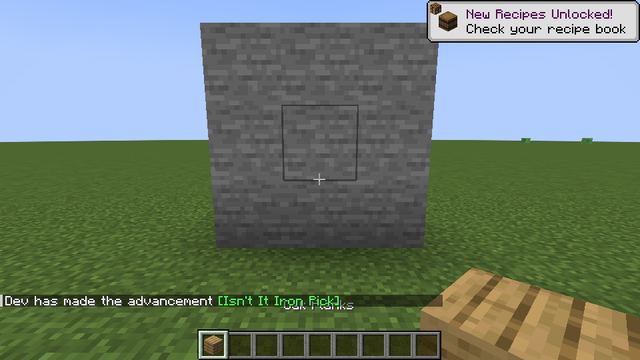 New Recipes Unlocked!
Check your recipe book
Dev has made the advancement [Isn't It Iron Pick]
Oak Planks